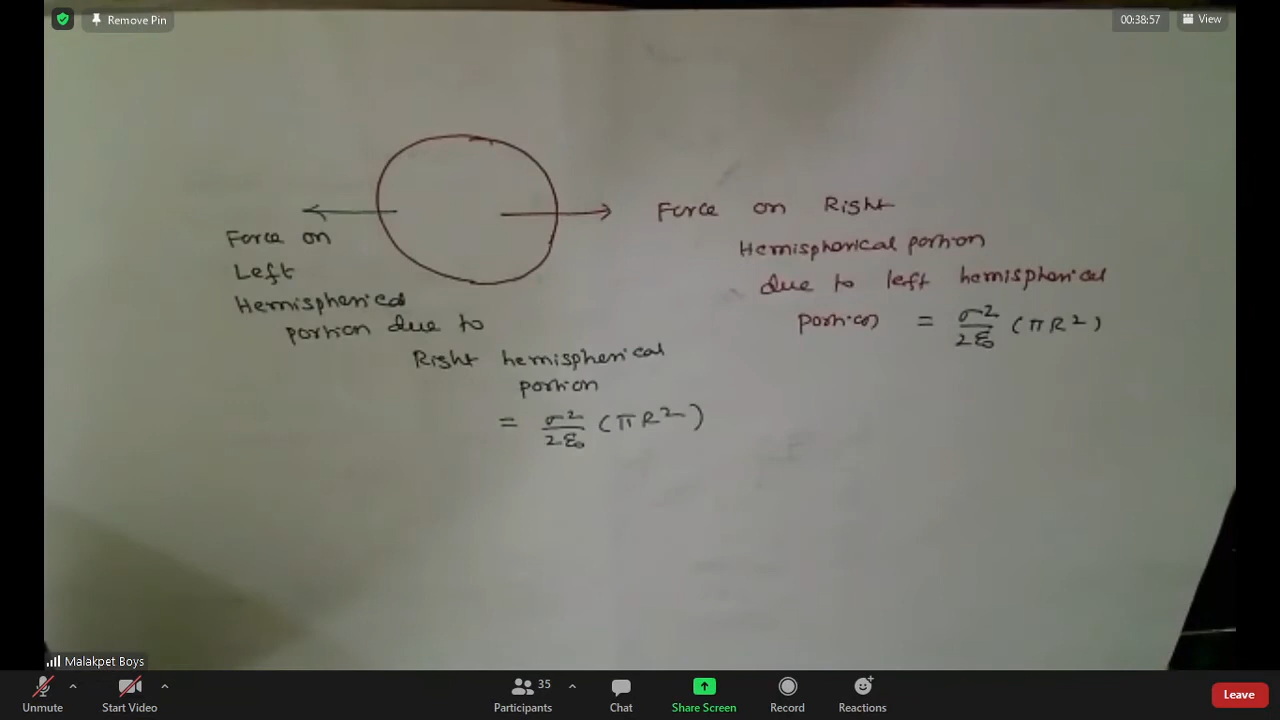 Remove Pin
00:38:57
View
Force on Right
Hemispherical portion
due to left hemispherical
portion = σ²/2ε₀ (πR²)
Force on
Left
Hemispherical
portion due to
Right hemispherical
portion
= σ²/2ε₀ (πR²)
Malakpet Boys
Unmute
Start Video
Participants
35
Chat
Share Screen
Record
Reactions
Leave